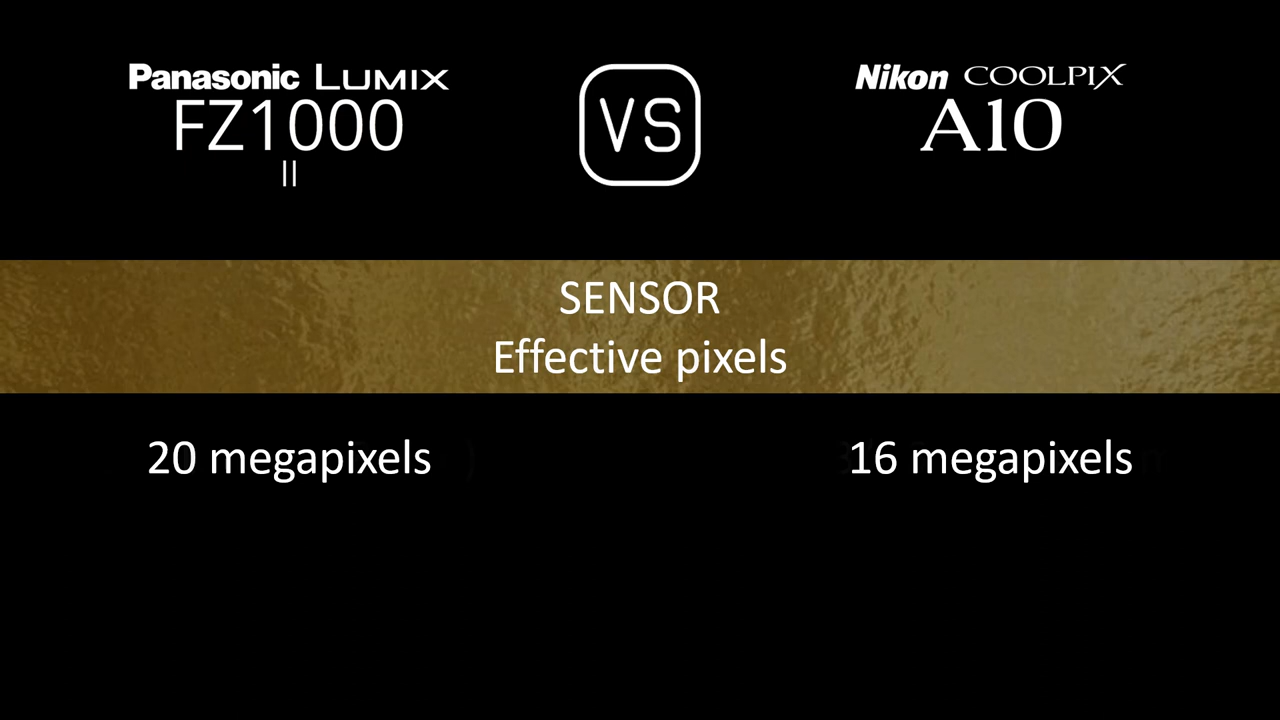 Panasonic LUMIX
FZ1000
II
VS
Nikon COOLPIX
A10
SENSOR
Effective pixels
20 megapixels
16 megapixels